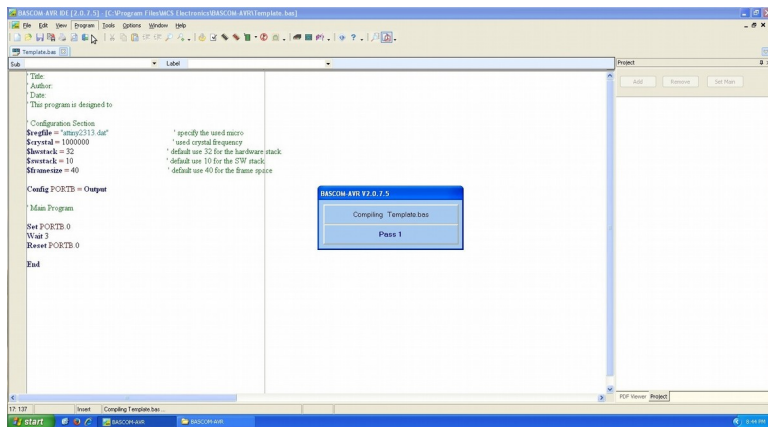 BASCOM-AVR IDE [2.0.7.5] - [C:\Program Files\MCS Electronics\BASCOM-AVR\Template.bas]
File Edit View Program Tools Options Window Help
Template.bas
Sub Label
Project
Add Remove Set Main
' Title:
' Author:
' Date:
' This program is designed to
' Configuration Section
$regfile = "attiny2313.dat" ' specify the used micro
$crystal = 1000000 ' used crystal frequency
$hwstack = 32 ' default use 32 for the hardware stack
$swstack = 10 ' default use 10 for the SW stack
$framesize = 40 ' default use 40 for the frame space
Config PORTB = Output
' Main Program
Set PORTB.0
Wait 3
Reset PORTB.0
End
BASCOM-AVR V2.0.7.5
Compiling Template.bas
Pass 1
PDF Viewer Project
17: 137 Insert Compiling Template.bas ...
start BASCOM-AVR BASCOM-AVR 8:44 PM